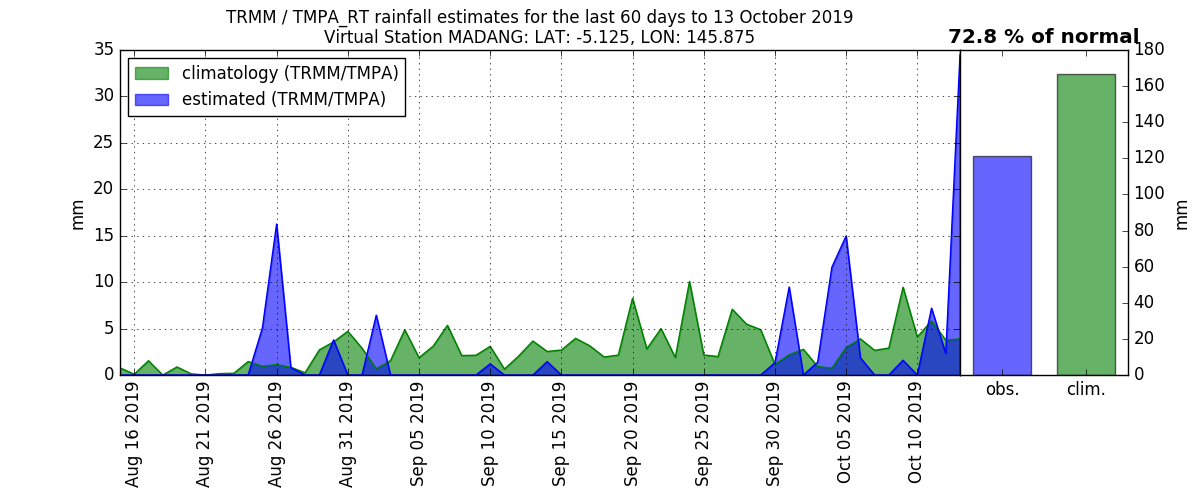 TRMM / TMPA_RT rainfall estimates for the last 60 days to 13 October 2019
Virtual Station MADANG: LAT: -5.125, LON: 145.875
72.8 % of normal
climatology (TRMM/TMPA)
estimated (TRMM/TMPA)
mm
35
30
25
20
15
10
5
0
Aug 16 2019
Aug 21 2019
Aug 26 2019
Aug 31 2019
Sep 05 2019
Sep 10 2019
Sep 15 2019
Sep 20 2019
Sep 25 2019
Sep 30 2019
Oct 05 2019
Oct 10 2019
obs.
clim.
180
160
140
120
100
80
60
40
20
0
mm